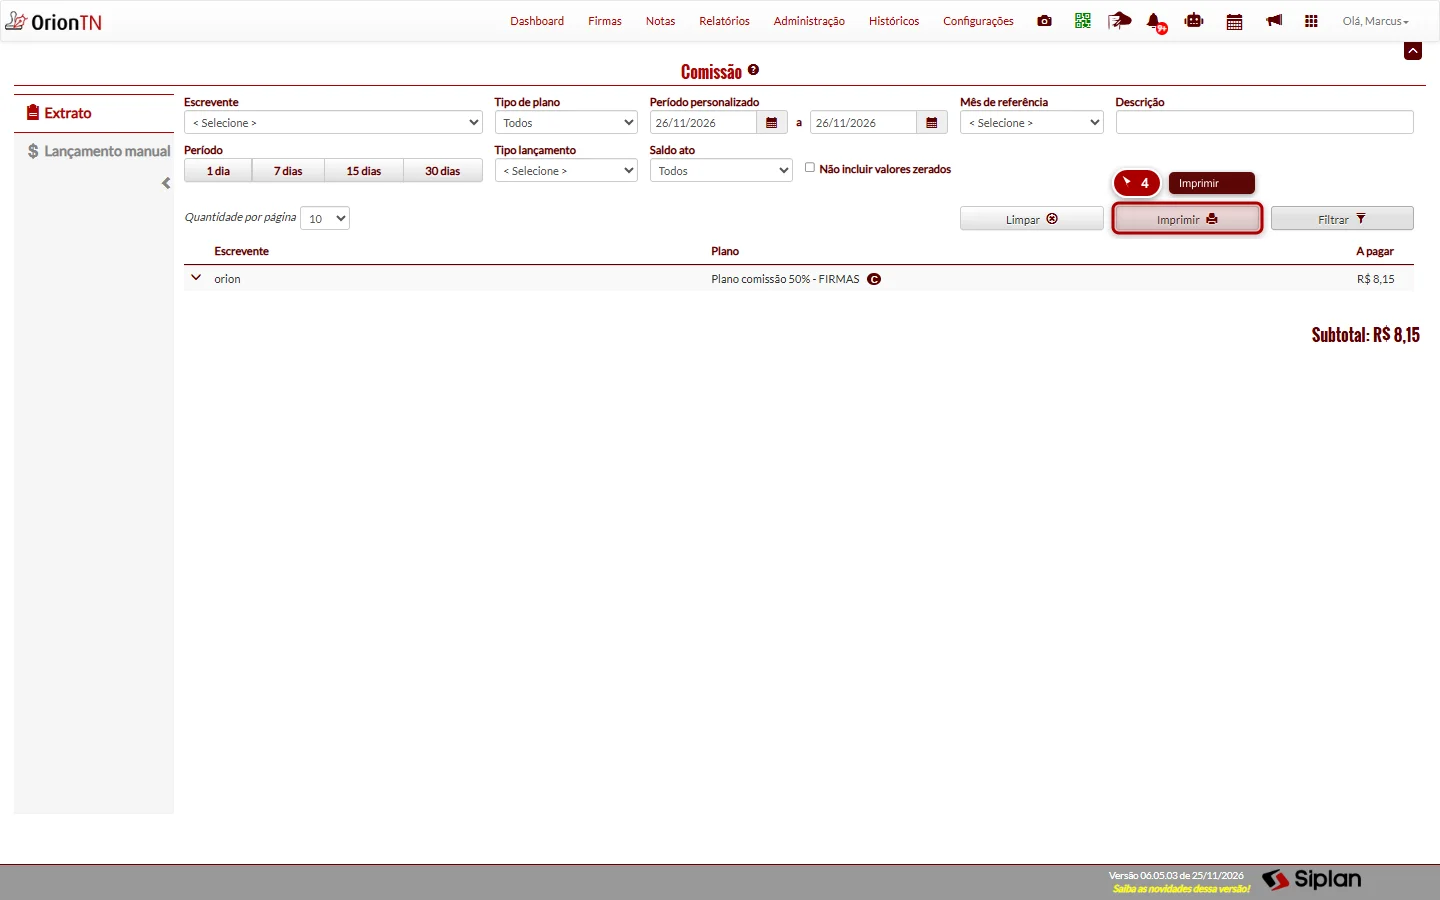 OrionTN
Dashboard Firmas Notas Relatórios Administração Históricos Configurações 9+ Olá, Marcus
Comissão ?
Extrato
Lançamento manual
Escrevente Tipo de plano Período personalizado Mês de referência Descrição
< Selecione > Todos 26/11/2026 a 26/11/2026 < Selecione >
Período Tipo lançamento Saldo ato
1 dia 7 dias 15 dias 30 dias < Selecione > Todos Não incluir valores zerados
4 Imprimir
Quantidade por página 10 Limpar Imprimir Filtrar
Escrevente Plano A pagar
orion Plano comissão 50% - FIRMAS C R$ 8,15
Subtotal: R$ 8,15
Versão 06.05.03 de 25/11/2026
Saiba as novidades dessa versão!
Siplan